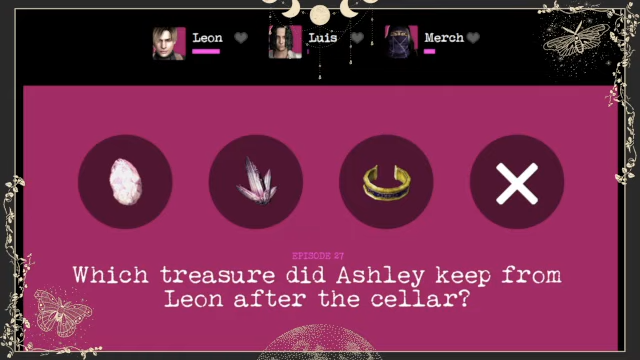 Leon
Luis
Merch
EPISODE 27
Which treasure did Ashley keep from
Leon after the cellar?